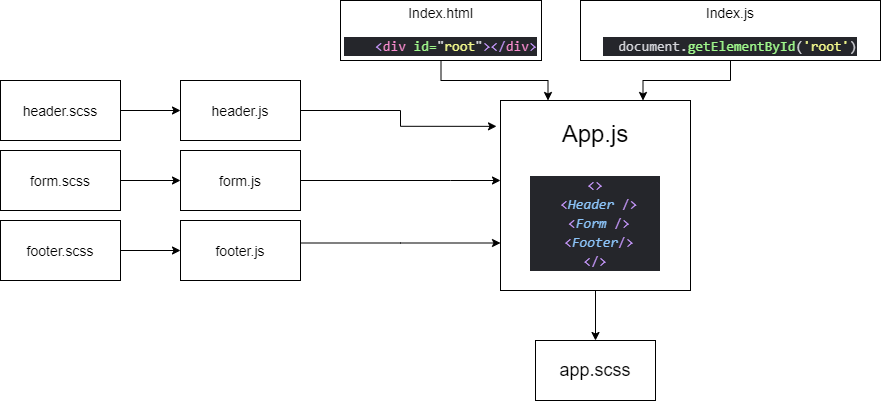 Index.html
<div id="root"></div>
Index.js
document.getElementById('root')
header.scss
header.js
form.scss
form.js
footer.scss
footer.js
App.js
<>
<Header />
<Form />
<Footer/>
</>
app.scss